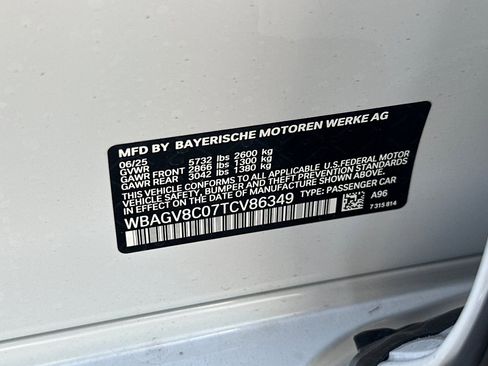 MFD BY BAYERISCHE MOTOREN WERKE AG
06/25 5732 lbs 2600 kg
GVWR
GAWR FRONT 2866 lbs 1300 kg
GAWR REAR 3042 lbs 1380 kg
THIS VEHICLE CONFORMS TO ALL APPLICABLE U.S.FEDERAL MOTOR
VEHICLE SAFETY, BUMPER, AND THEFT PREVENTION STANDARDS IN
EFFECT ON THE DATE OF MANUFACTURE SHOWN ABOVE.
WBAGV8C07TCV86349 TYPE: PASSENGER CAR
A96
7 315 814